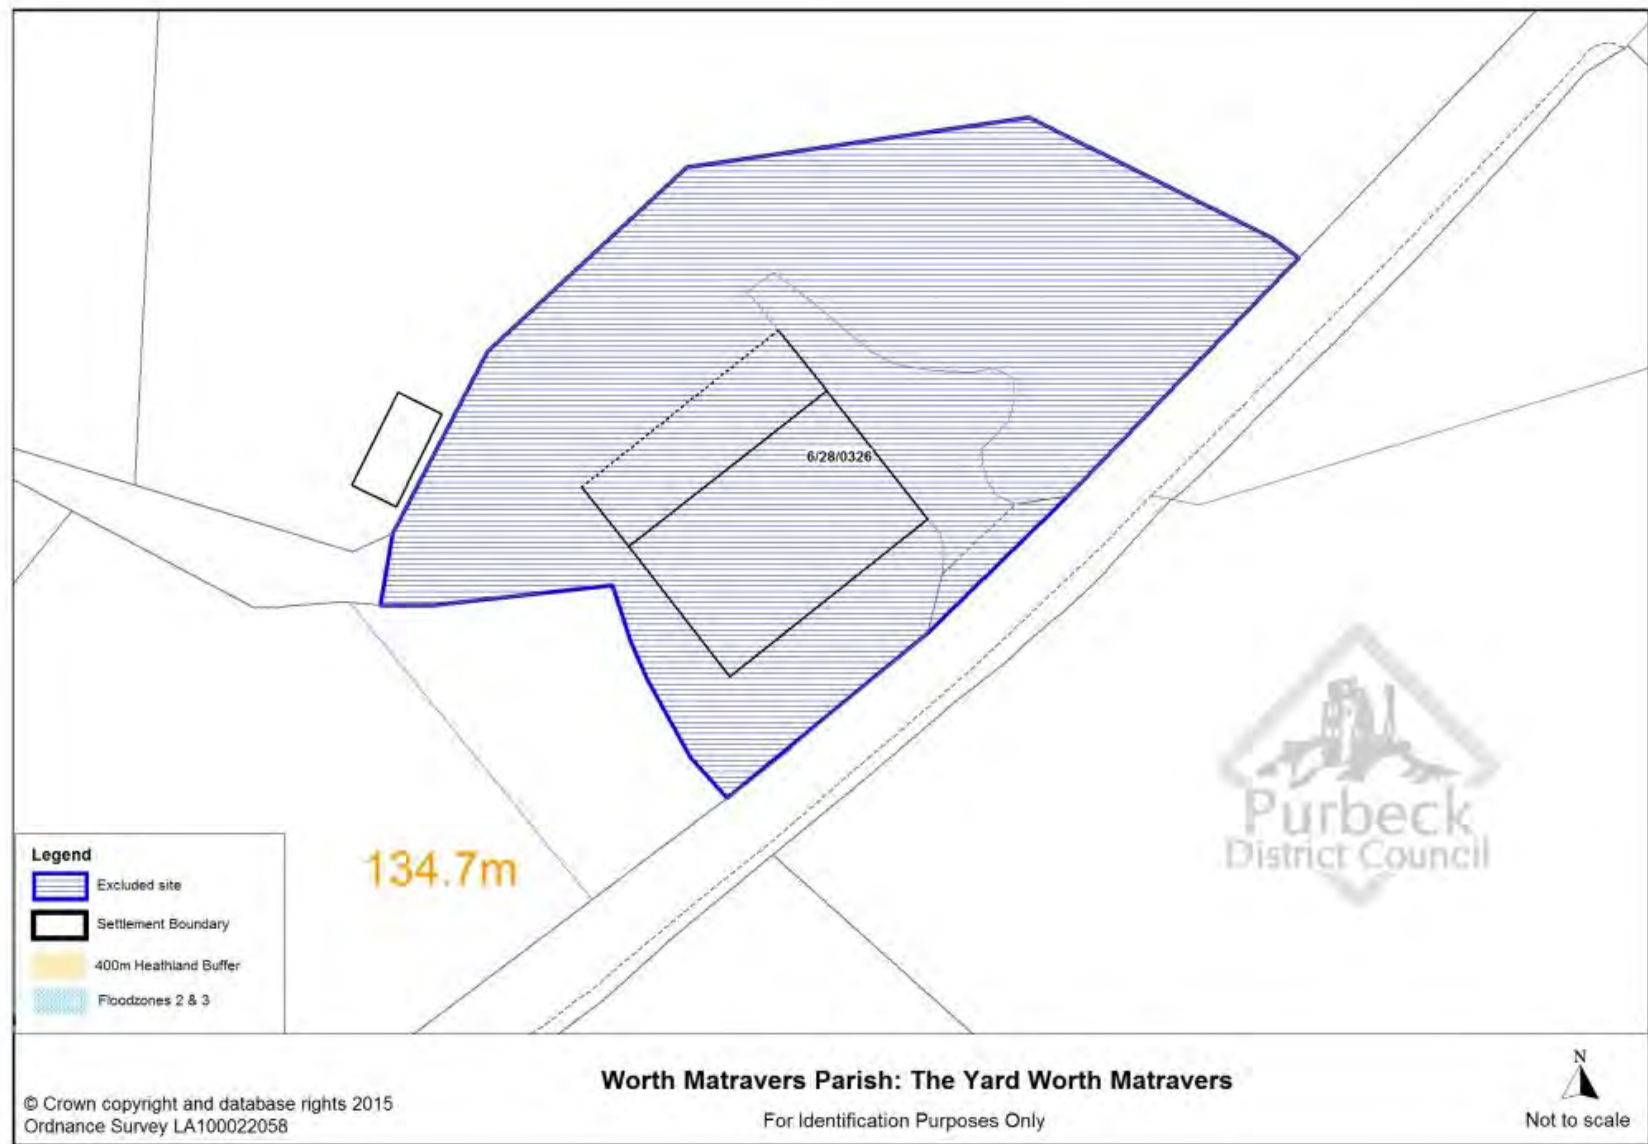 6/28/0326
134.7m
Purbeck
District Council
Legend
Excluded site
Settlement Boundary
400m Heathland Buffer
Floodzones 2 & 3
Worth Matravers Parish: The Yard Worth Matravers
For Identification Purposes Only
© Crown copyright and database rights 2015
Ordnance Survey LA100022058
N
Not to scale